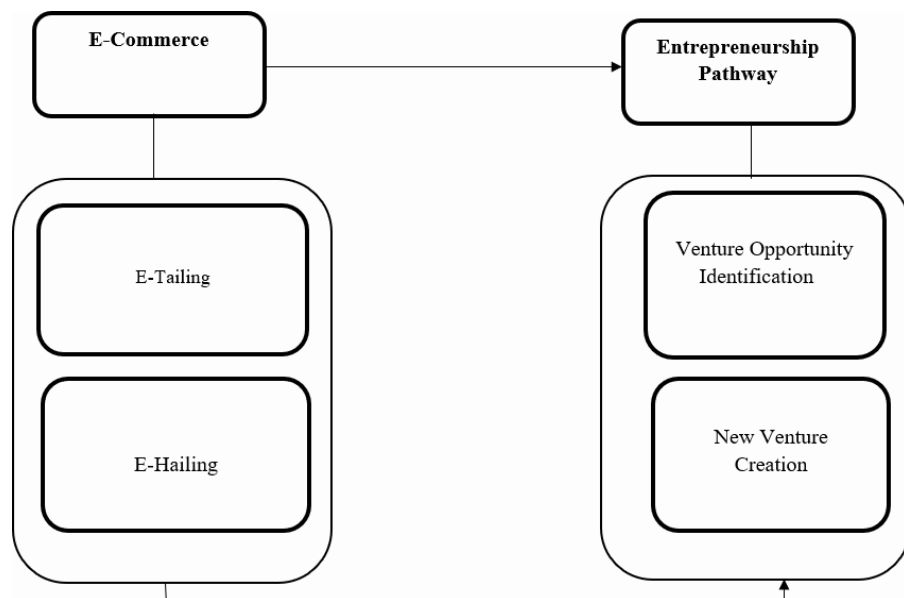 E-Commerce
Entrepreneurship
Pathway
E-Tailing
Venture Opportunity
Identification
E-Hailing
New Venture
Creation